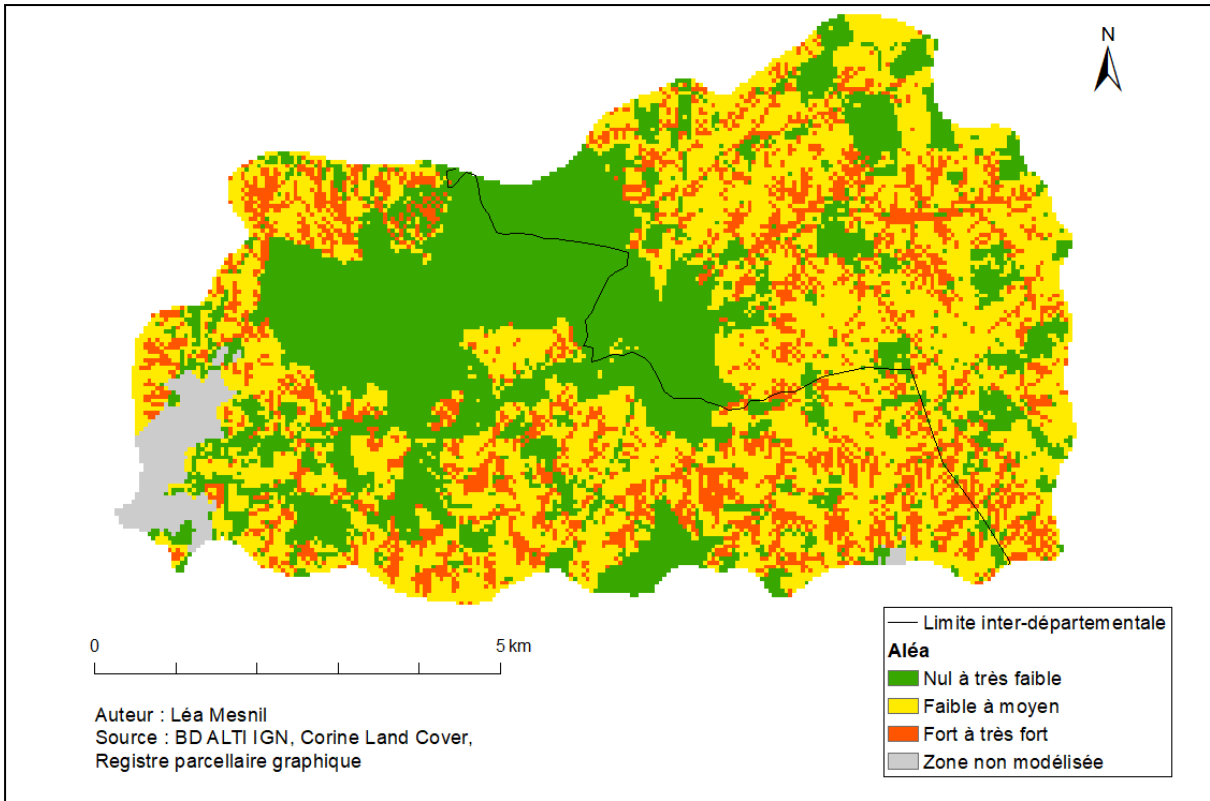 N
0 5 km
Auteur : Léa Mesnil
Source : BD ALTI IGN, Corine Land Cover,
Registre parcellaire graphique
Limite inter-départementale
Aléa
Nul à très faible
Faible à moyen
Fort à très fort
Zone non modélisée